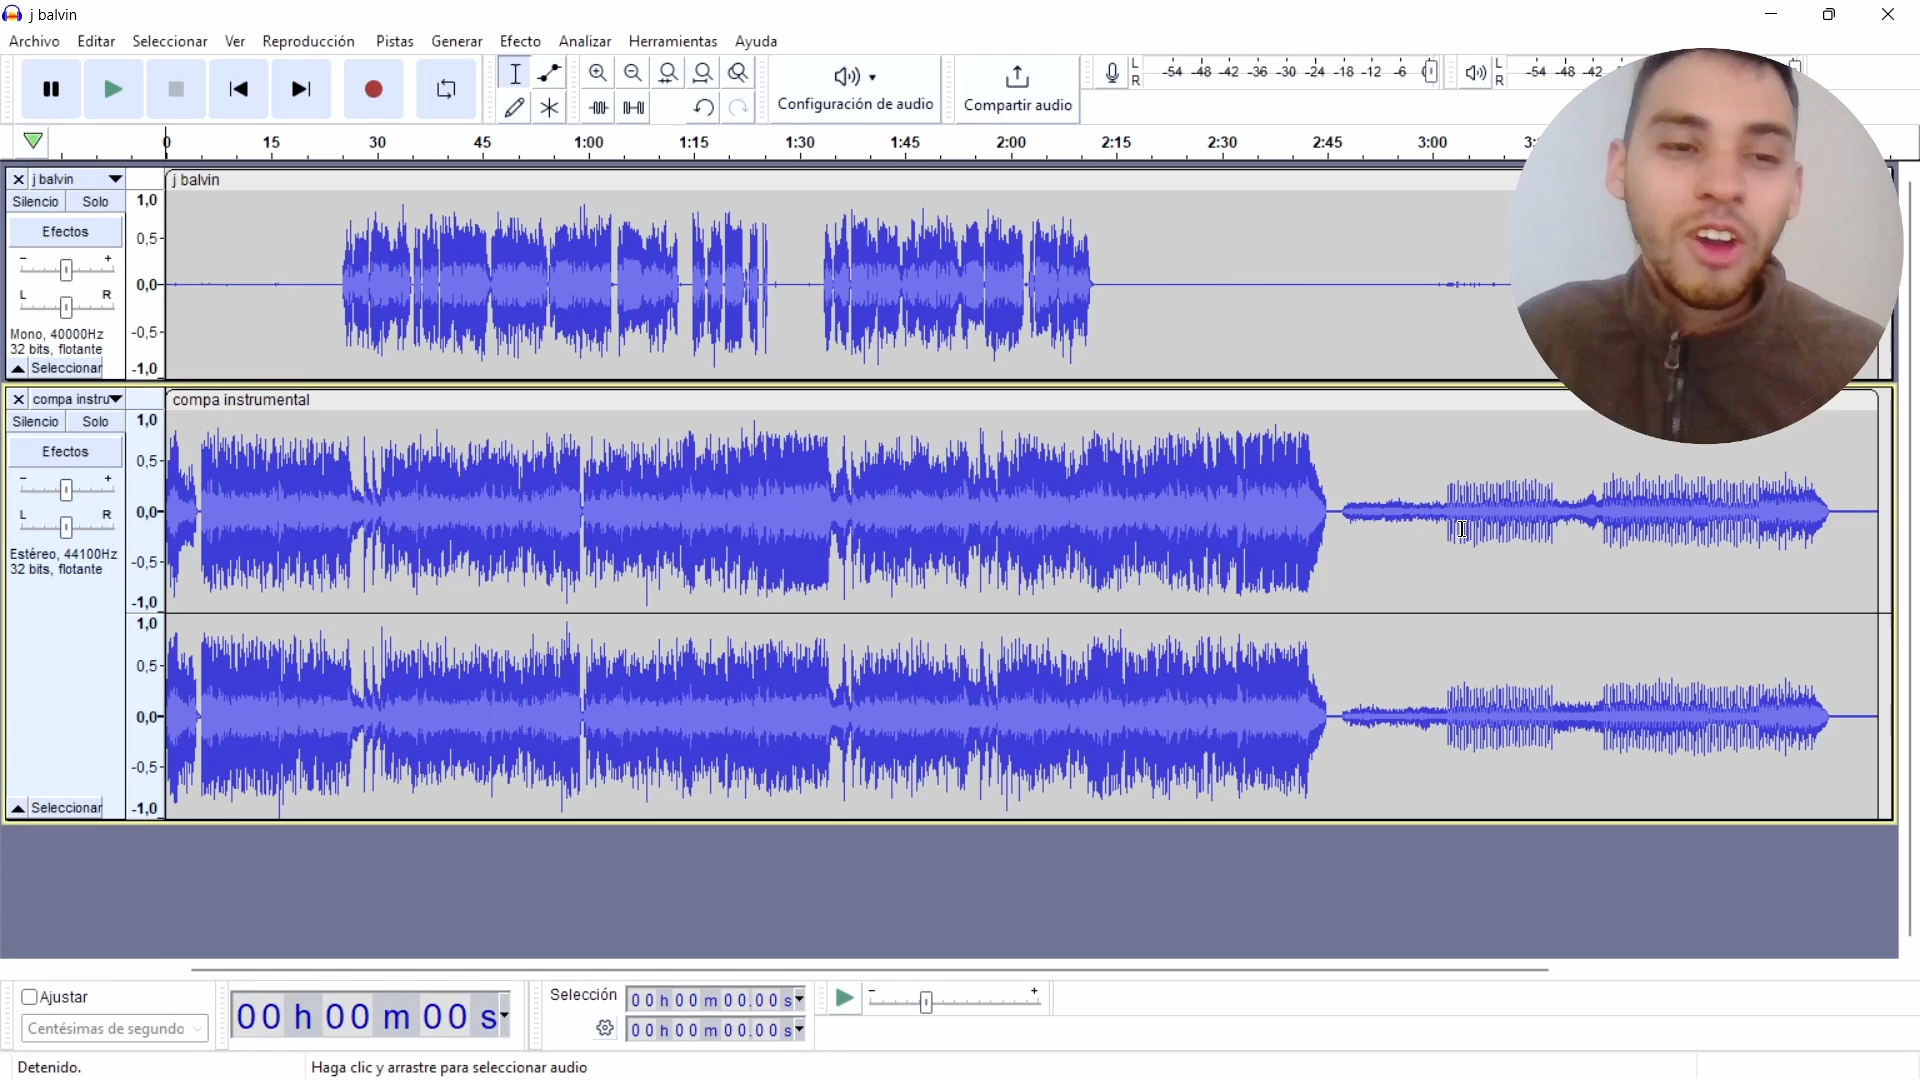 j balvin
Archivo Editar Seleccionar Ver Reproducción Pistas Generar Efecto Analizar Herramientas Ayuda
L
R
-54 -48 -42 -36 -30 -24 -18 -12 -6
L
R
-54 -48 -42
Configuración de audio
Compartir audio
0 15 30 45 1:00 1:15 1:30 1:45 2:00 2:15 2:30 2:45 3:00
j balvin
j balvin
Silencio Solo
Efectos
- +
L R
Mono, 40000Hz
32 bits, flotante
Seleccionar
1,0
0,5-
0,0-
-0,5-
-1,0
compa instru
compa instrumental
Silencio Solo
Efectos
- +
L R
Estéreo, 44100Hz
32 bits, flotante
Seleccionar
1,0
0,5-
0,0-
-0,5-
-1,0
1,0
0,5-
0,0-
-0,5-
-1,0
Ajustar
Centésimas de segundo
00 h 00 m 00 s
Selección
00 h 00 m 00.00 s
00 h 00 m 00.00 s
- +
Detenido.
Haga clic y arrastre para seleccionar audio